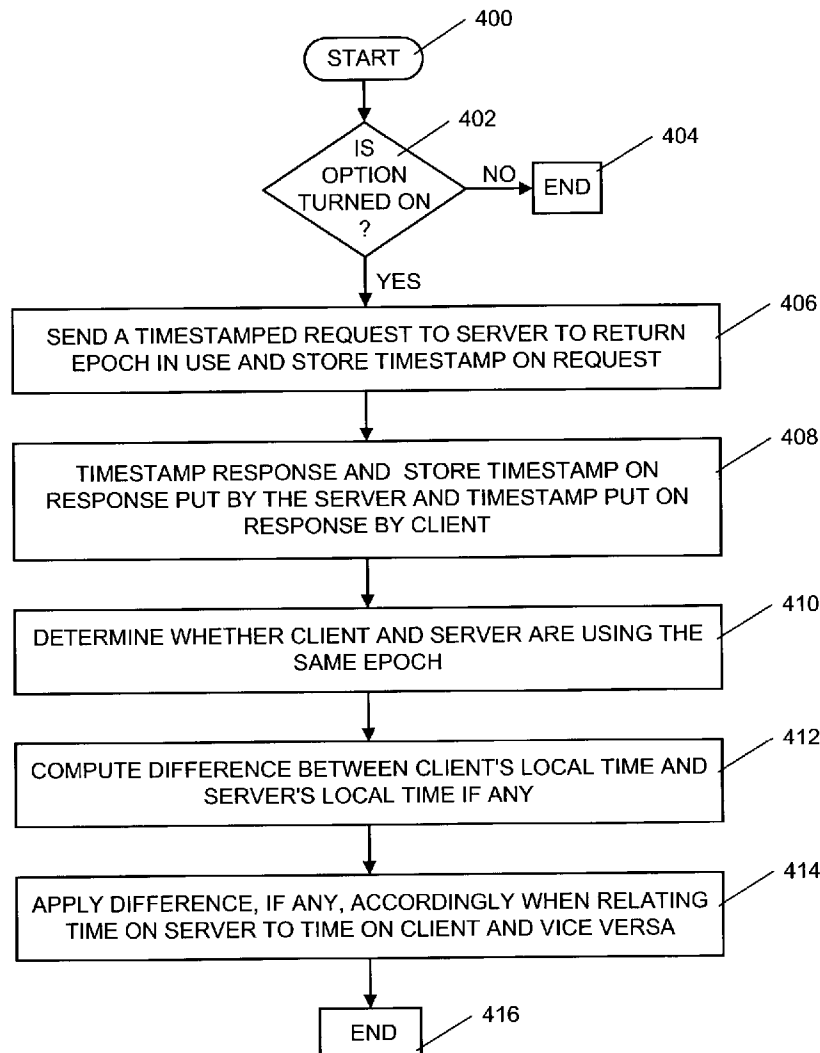 400
START
402
IS
OPTION
TURNED ON
?
404
NO
END
YES
406
SEND A TIMESTAMPED REQUEST TO SERVER TO RETURN
EPOCH IN USE AND STORE TIMESTAMP ON REQUEST
408
TIMESTAMP RESPONSE AND STORE TIMESTAMP ON
RESPONSE PUT BY THE SERVER AND TIMESTAMP PUT ON
RESPONSE BY CLIENT
410
DETERMINE WHETHER CLIENT AND SERVER ARE USING THE
SAME EPOCH
412
COMPUTE DIFFERENCE BETWEEN CLIENT'S LOCAL TIME AND
SERVER'S LOCAL TIME IF ANY
414
APPLY DIFFERENCE, IF ANY, ACCORDINGLY WHEN RELATING
TIME ON SERVER TO TIME ON CLIENT AND VICE VERSA
END
416